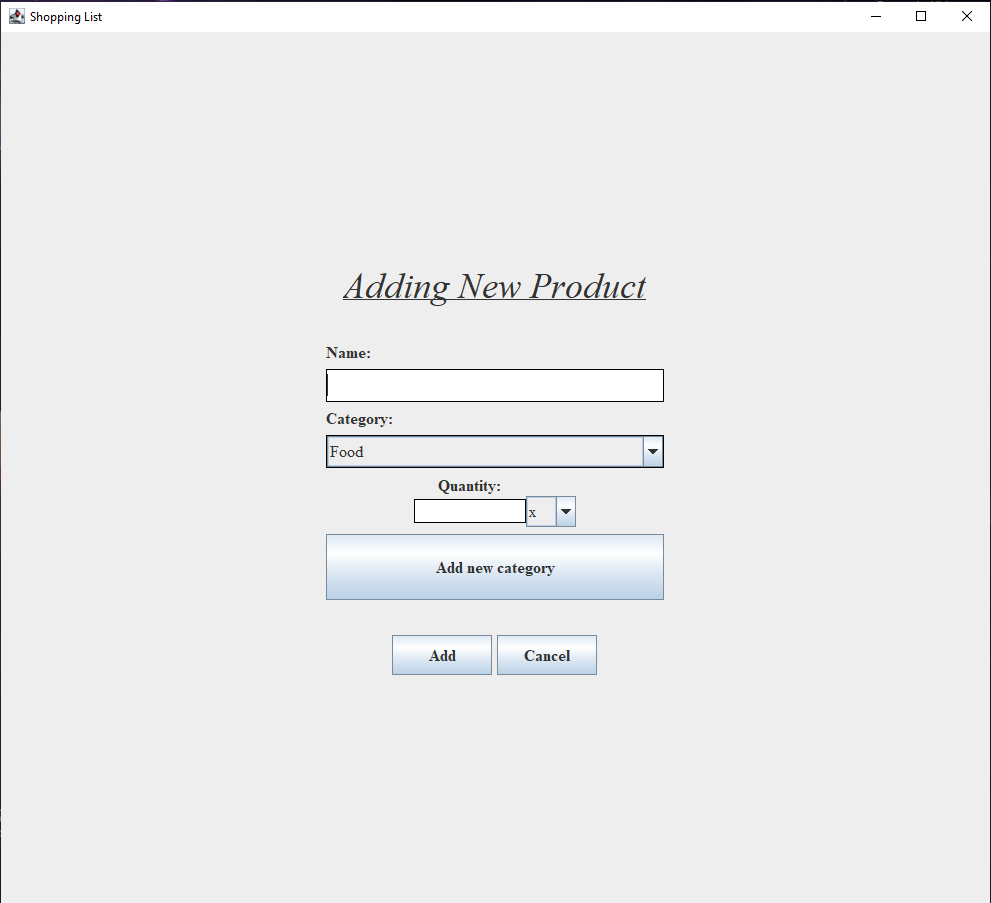 Shopping List
Adding New Product
Name:
Category:
Food
Quantity:
x
Add new category
Add Cancel